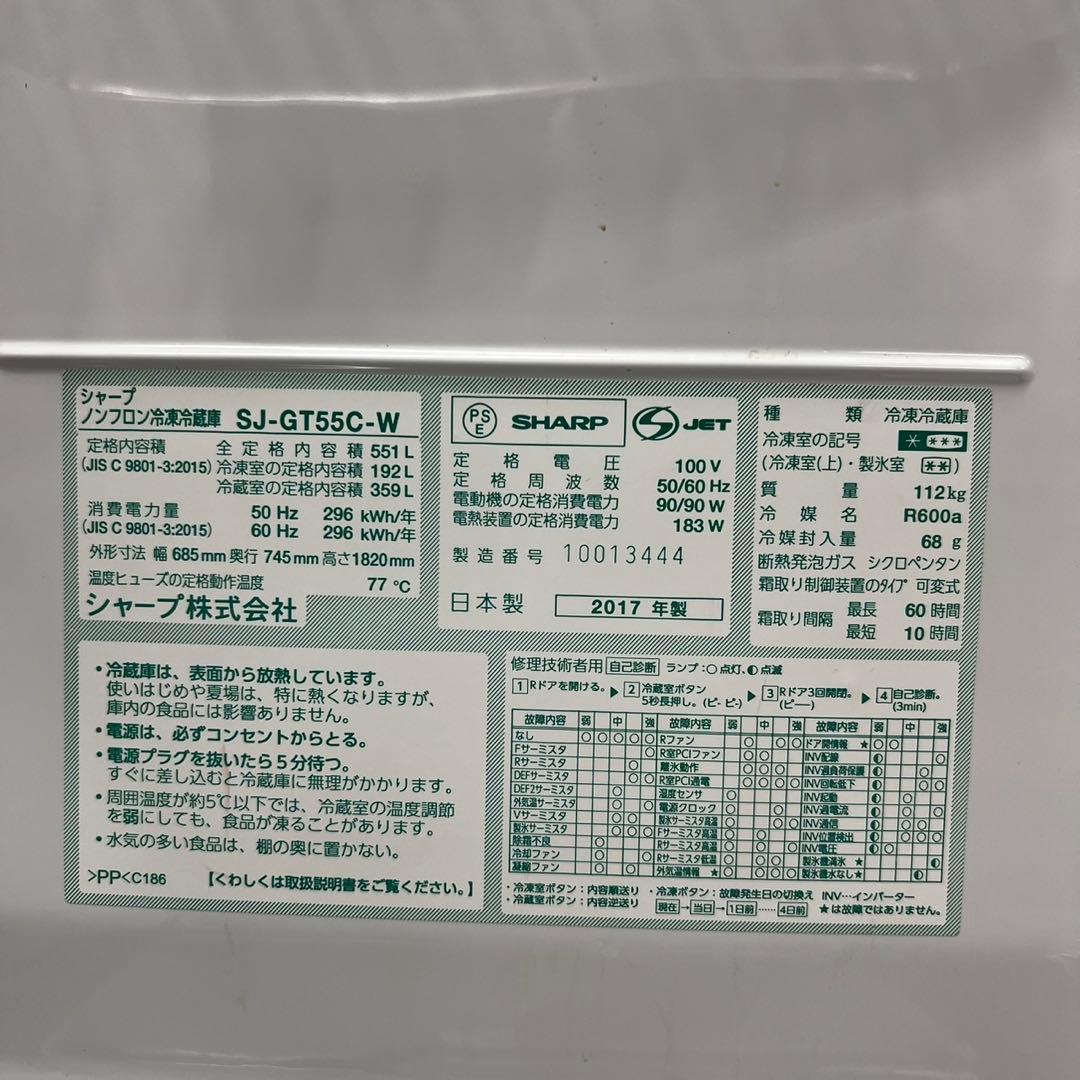 シャープ
ノンフロン冷凍冷蔵庫 SJ-GT55C-W
定格内容積 全定格内容積 551 L
(JIS C 9801-3:2015) 冷凍室の定格内容積 192 L
冷蔵室の定格内容積 359 L
消費電力量 50 Hz 296 kWh/年
(JIS C 9801-3:2015) 60 Hz 296 kWh/年
外形寸法 幅 685mm 奥行 745mm 高さ 1820mm
温度ヒューズの定格動作温度 77 ℃
シャープ株式会社
PSE SHARP JET
定格電圧 100 V
定格周波数 50/60 Hz
電動機の定格消費電力 90/90 W
電熱装置の定格消費電力 183 W
製造番号 10013444
日本製 2017 年製
種類 冷凍冷蔵庫
冷凍室の記号 * ***
(冷凍室(上)・製氷室 **)
質量 112kg
冷媒名 R600a
冷媒封入量 68 g
断熱発泡ガス シクロペンタン
霜取り制御装置のタイプ 可変式
霜取り間隔 最長 60 時間
最短 10 時間
・冷蔵庫は、表面から放熱しています。
使いはじめや夏場は、特に熱くなりますが、
庫内の食品には影響ありません。
・電源は、必ずコンセントからとる。
・電源プラグを抜いたら5分待つ。
すぐに差し込むと冷蔵庫に無理がかかります。
・周囲温度が約5℃以下では、冷蔵室の温度調節
を弱にしても、食品が凍ることがあります。
・水気の多い食品は、棚の奥に置かない。
>PP<C186 【くわしくは取扱説明書をご覧ください。】
修理技術者用 自己診断 ランプ:○点灯、◐点滅
1 Rドアを開ける。▶ 2 冷蔵室ボタン 5秒長押し。(ピ- ピ-) ▶ 3 Rドア3回開閉。(ピ──) ▶ 4 自己診断。(3min)
故障内容 弱 中 強 故障内容 弱 中 強 故障内容 弱 中 強
なし Rファン ドア開情報 ★
Fサーミスタ R室PCIファン INV配線
Rサーミスタ 離氷動作 INV過負荷保護
DEFサーミスタ R室PCI通電 INV回転低下
DEF2サーミスタ 湿度センサ INV起動
外気温サーミスタ 電源クロック INV過電流
Vサーミスタ 製氷サーミスタ高温 INV通信
製氷サーミスタ Fサーミスタ高温 INV位置検出
除霜不良 Rサーミスタ高温 INV電圧
冷却ファン Rサーミスタ低温 製氷機満氷 ★
凝縮ファン 外気温情報 ★ 製氷機水なし★
・冷凍室ボタン:内容順送り ・冷凍ボタン:故障発生日の切換え INV…インバーター
・冷蔵室ボタン:内容逆送り 現在→当日→1日前……4日前 ★は故障ではありません。